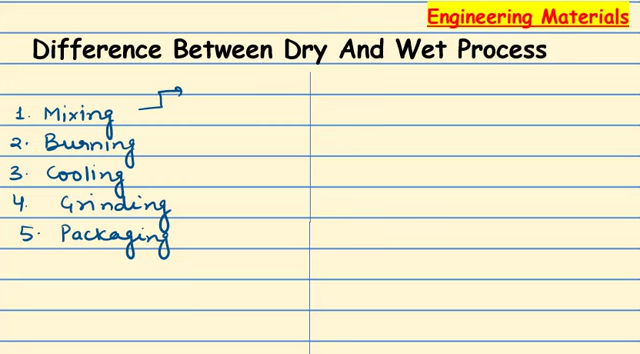 Engineering Materials
Difference Between Dry And Wet Process
1. Mixing
2. Burning
3. Cooling
4. Grinding
5. Packaging